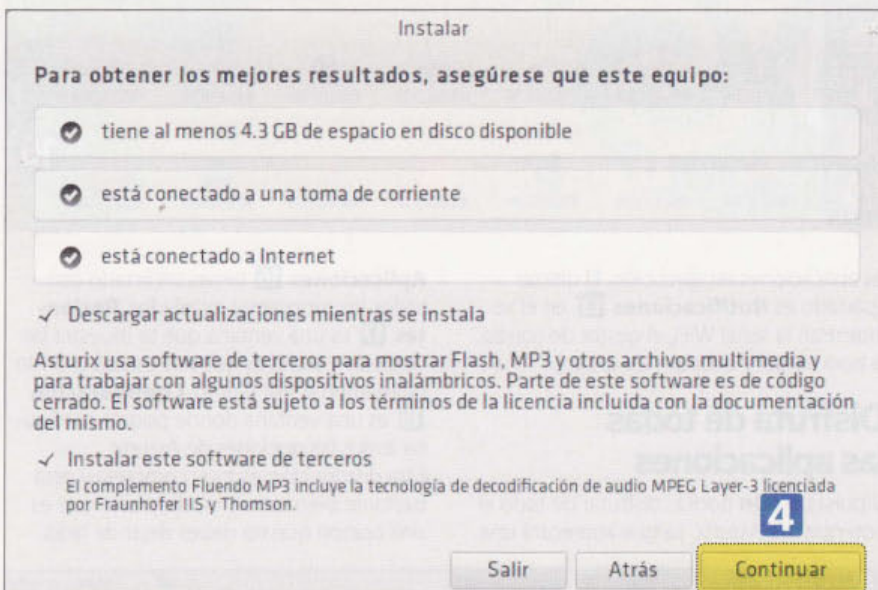 Instalar
Para obtener los mejores resultados, asegúrese que este equipo:
tiene al menos 4.3 GB de espacio en disco disponible
está conectado a una toma de corriente
está conectado a Internet
Descargar actualizaciones mientras se instala
Asturix usa software de terceros para mostrar Flash, MP3 y otros archivos multimedia y
para trabajar con algunos dispositivos inalámbricos. Parte de este software es de código
cerrado. El software está sujeto a los términos de la licencia incluida con la documentación
del mismo.
Instalar este software de terceros
El complemento Fluendo MP3 incluye la tecnología de decodificación de audio MPEG Layer-3 licenciada
por Fraunhofer IIS y Thomson.
4
Salir
Atrás
Continuar